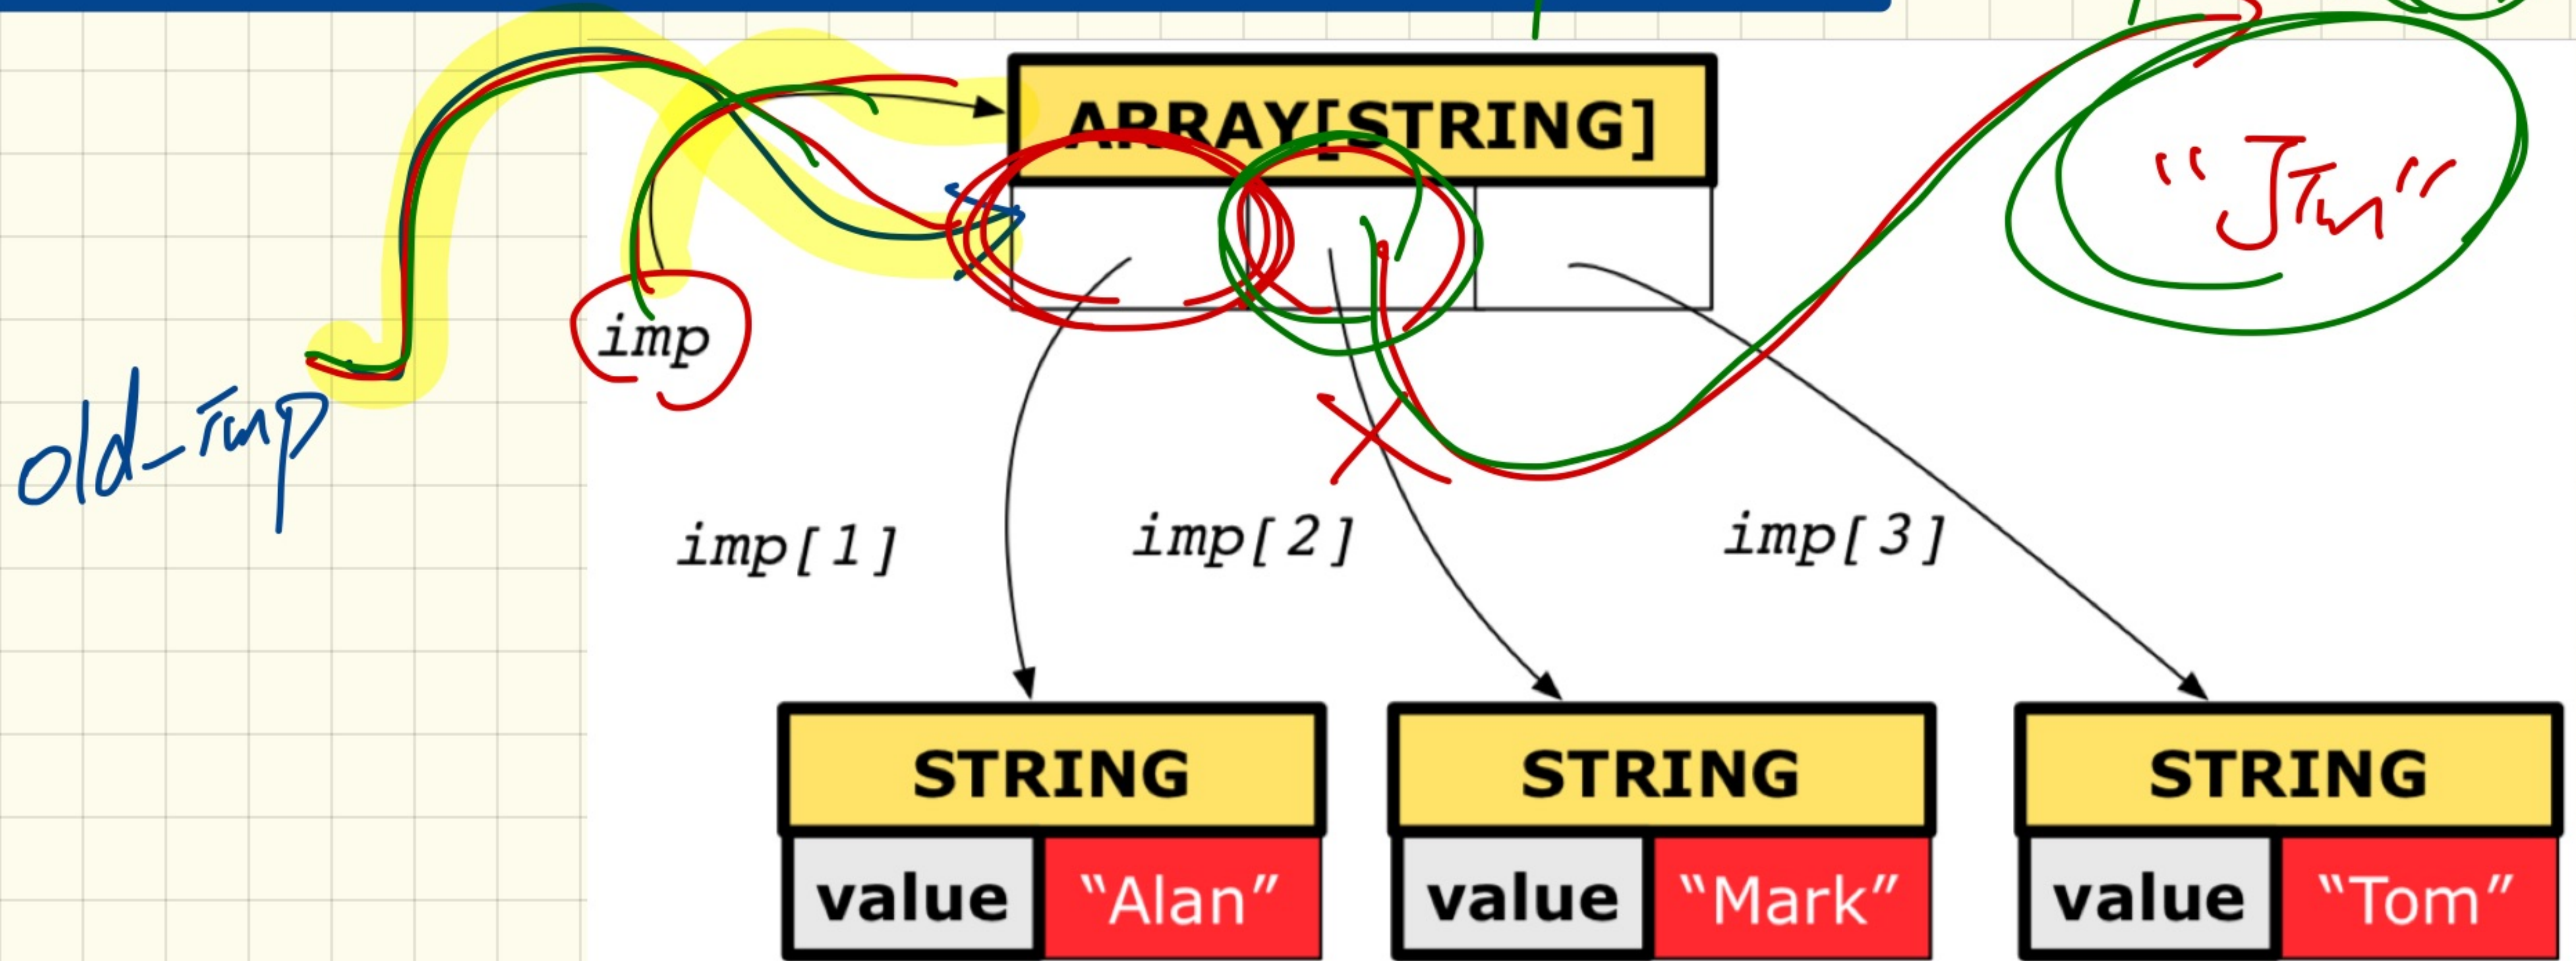 ARRAY[STRING]
"Jim"
imp
old_imp
imp[1] imp[2] imp[3]
STRING STRING STRING
value “Alan” value “Mark” value “Tom”